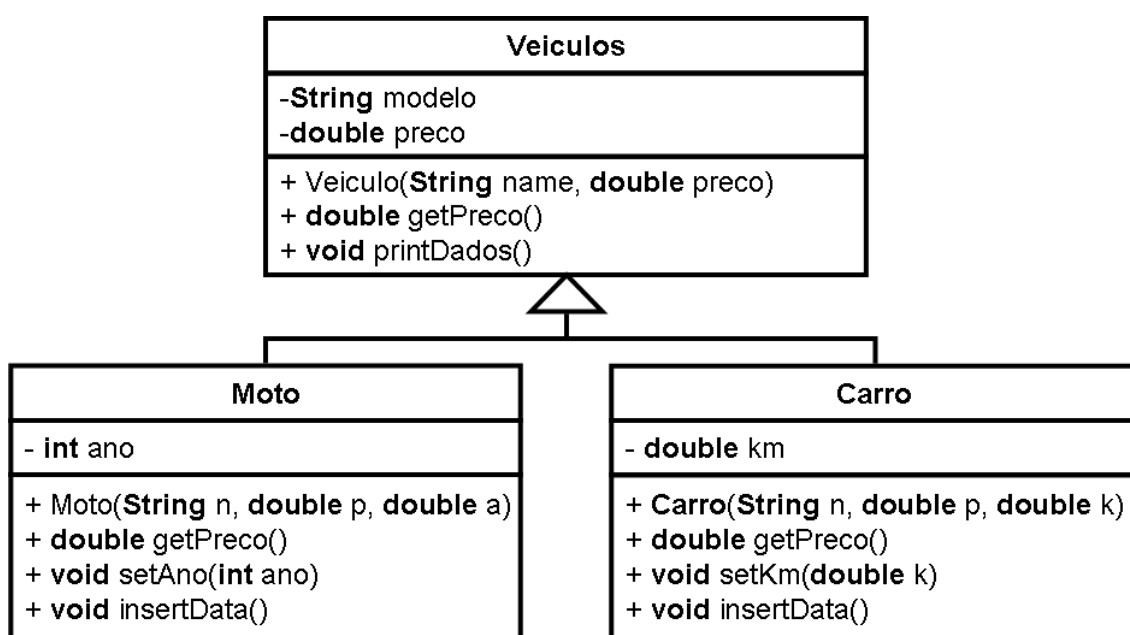 Veiculos
-String modelo
-double preco
+ Veiculo(String name, double preco)
+ double getPreco()
+ void printDados()
Moto
- int ano
+ Moto(String n, double p, double a)
+ double getPreco()
+ void setAno(int ano)
+ void insertData()
Carro
- double km
+ Carro(String n, double p, double k)
+ double getPreco()
+ void setKm(double k)
+ void insertData()